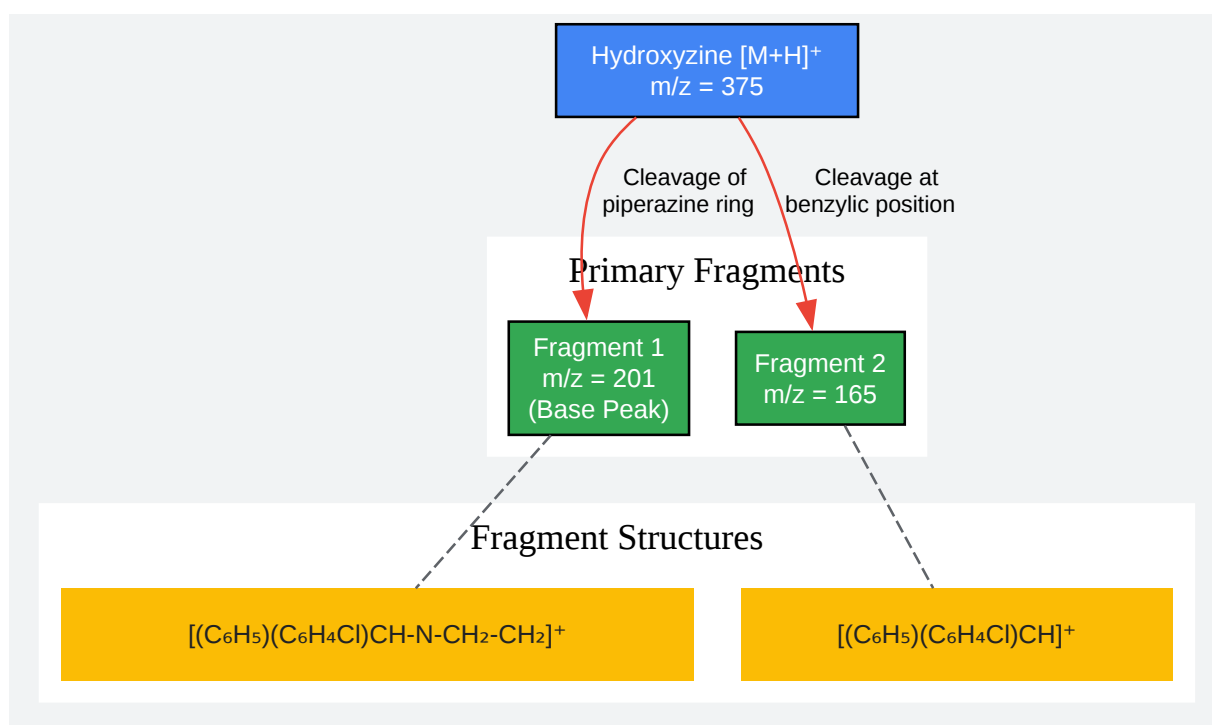 Hydroxyzine [M+H]⁺
m/z = 375
Cleavage of
piperazine ring
Cleavage at
benzylic position
Primary Fragments
Fragment 1
m/z = 201
(Base Peak)
Fragment 2
m/z = 165
Fragment Structures
[(C₆H₅)(C₆H₄Cl)CH-N-CH₂-CH₂]⁺
[(C₆H₅)(C₆H₄Cl)CH]⁺